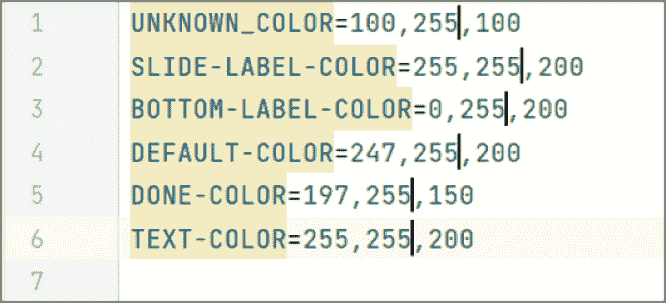 1 UNKNOWN_COLOR=100,255,100
2 SLIDE-LABEL-COLOR=255,255,200
3 BOTTOM-LABEL-COLOR=0,255,200
4 DEFAULT-COLOR=247,255,200
5 DONE-COLOR=197,255,150
6 TEXT-COLOR=255,255,200
7